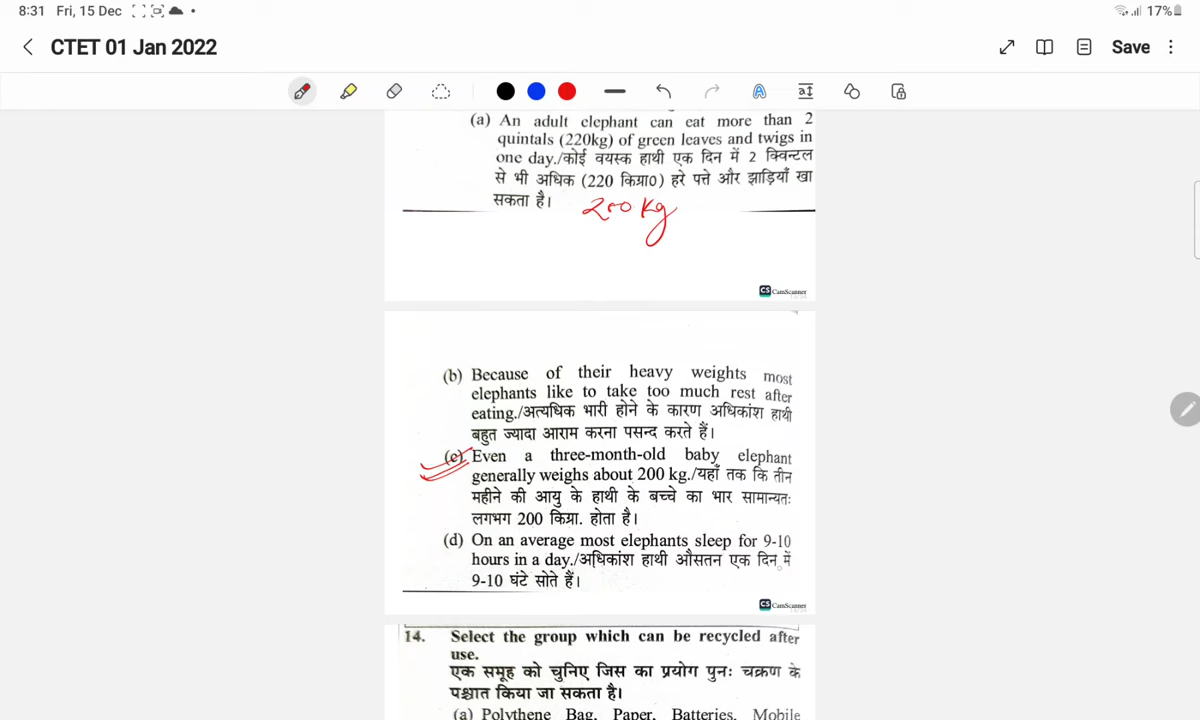 8:31 Fri, 15 Dec
17%
CTET 01 Jan 2022
Save
(a) An adult elephant can eat more than 2
quintals (220kg) of green leaves and twigs in
one day./कोई वयस्क हाथी एक दिन में 2 क्विन्टल
से भी अधिक (220 किग्रा0) हरे पत्ते और झाड़ियाँ खा
सकता है।
200 kg
CS CamScanner
(b) Because of their heavy weights most
elephants like to take too much rest after
eating./अत्यधिक भारी होने के कारण अधिकांश हाथी
बहुत ज्यादा आराम करना पसन्द करते हैं।
(c) Even a three-month-old baby elephant
generally weighs about 200 kg./यहाँ तक कि तीन
महीने की आयु के हाथी के बच्चे का भार सामान्यतः
लगभग 200 किग्रा. होता है।
(d) On an average most elephants sleep for 9-10
hours in a day./अधिकांश हाथी औसतन एक दिन में
9-10 घंटे सोते हैं।
CS CamScanner
14. Select the group which can be recycled after
use.
एक समूह को चुनिए जिस का प्रयोग पुनः चक्रण के
पश्चात किया जा सकता है।
(a) Polythene Bag, Paper, Batteries, Mobile